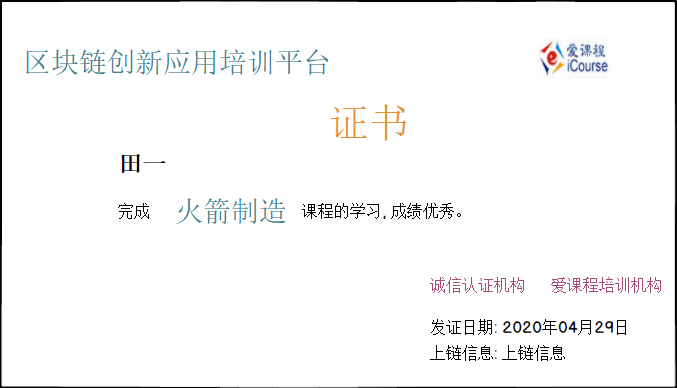 区块链创新应用培训平台
爱课程
iCourse
证书
田一
完成 火箭制造 课程的学习,成绩优秀。
诚信认证机构 爱课程培训机构
发证日期: 2020年04月29日
上链信息: 上链信息